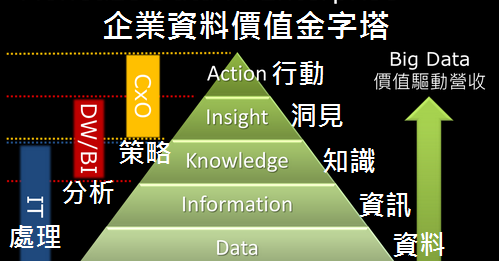 企業資料價值金字塔
Big Data
價值驅動營收
Action 行動
Insight 洞見
Knowledge 知識
Information 資訊
Data 資料
CxO
策略
DW/BI
分析
IT
處理